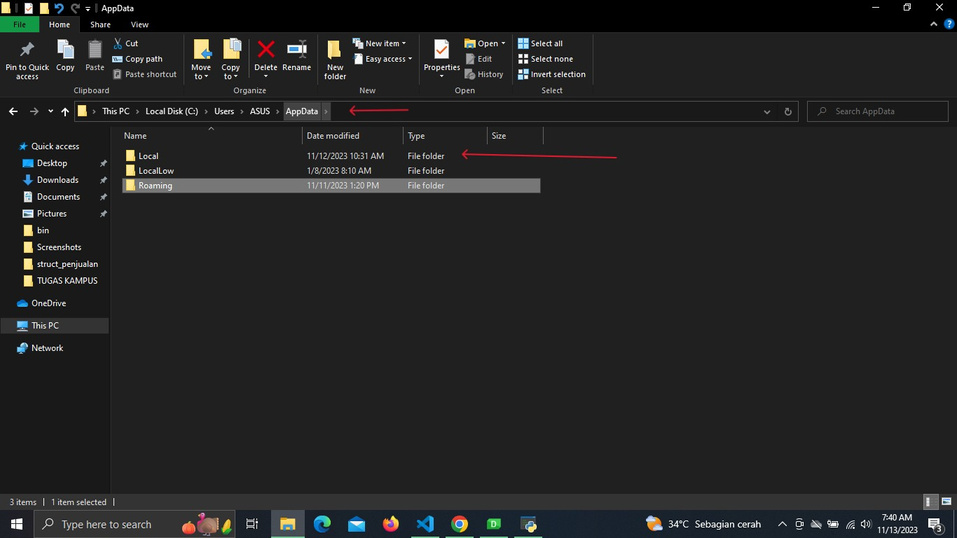 AppData
File Home Share View
Pin to Quick access
Copy
Paste
Cut
Copy path
Paste shortcut
Clipboard
Move to
Copy to
Delete
Rename
Organize
New folder
New item
Easy access
New
Properties
Open
Edit
History
Open
Select all
Select none
Invert selection
Select
This PC Local Disk (C:) Users ASUS AppData
Search AppData
Name Date modified Type Size
Local 11/12/2023 10:31 AM File folder
LocalLow 1/8/2023 8:10 AM File folder
Roaming 11/11/2023 1:20 PM File folder
Quick access
Desktop
Downloads
Documents
Pictures
bin
Screenshots
struct_penjualan
TUGAS KAMPUS
OneDrive
This PC
Network
3 items 1 item selected
Type here to search
34°C Sebagian cerah
7:40 AM
11/13/2023
3